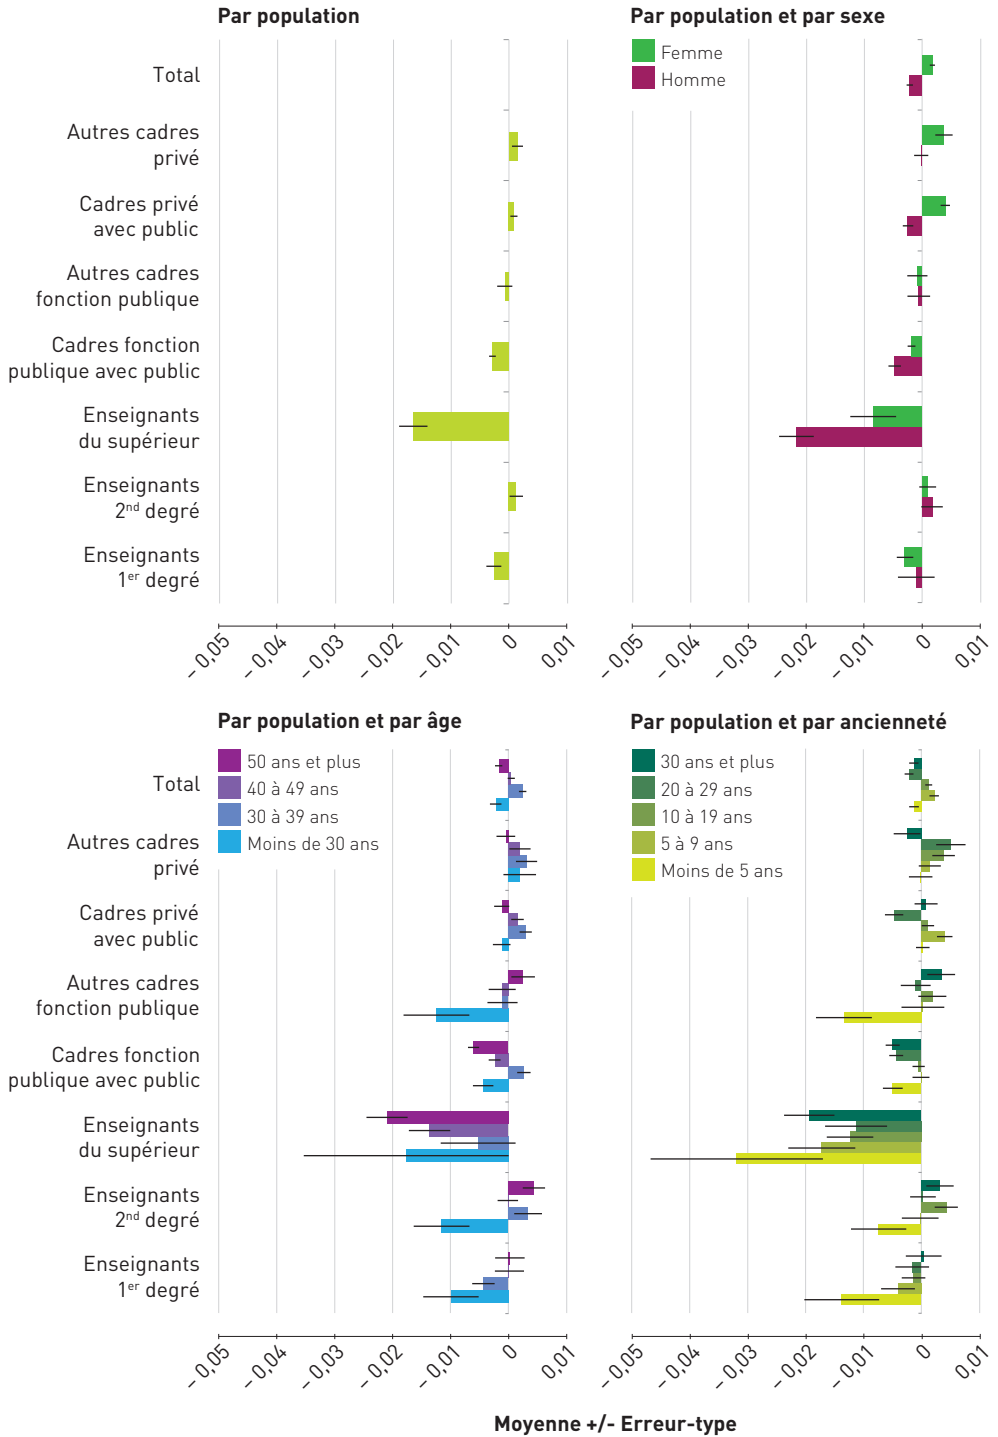 Par population
Par population et par sexe
Femme
Homme
Total
Autres cadres
privé
Cadres privé
avec public
Autres cadres
fonction publique
Cadres fonction
publique avec public
Enseignants
du supérieur
Enseignants
2nd degré
Enseignants
1er degré
– 0,05
– 0,04
– 0,03
– 0,02
– 0,01
0
0,01
– 0,05
– 0,04
– 0,03
– 0,02
– 0,01
0
0,01
Par population et par âge
Par population et par ancienneté
50 ans et plus
40 à 49 ans
30 à 39 ans
Moins de 30 ans
30 ans et plus
20 à 29 ans
10 à 19 ans
5 à 9 ans
Moins de 5 ans
Total
Autres cadres
privé
Cadres privé
avec public
Autres cadres
fonction publique
Cadres fonction
publique avec public
Enseignants
du supérieur
Enseignants
2nd degré
Enseignants
1er degré
– 0,05
– 0,04
– 0,03
– 0,02
– 0,01
0
0,01
– 0,05
– 0,04
– 0,03
– 0,02
– 0,01
0
0,01
Moyenne +/- Erreur-type